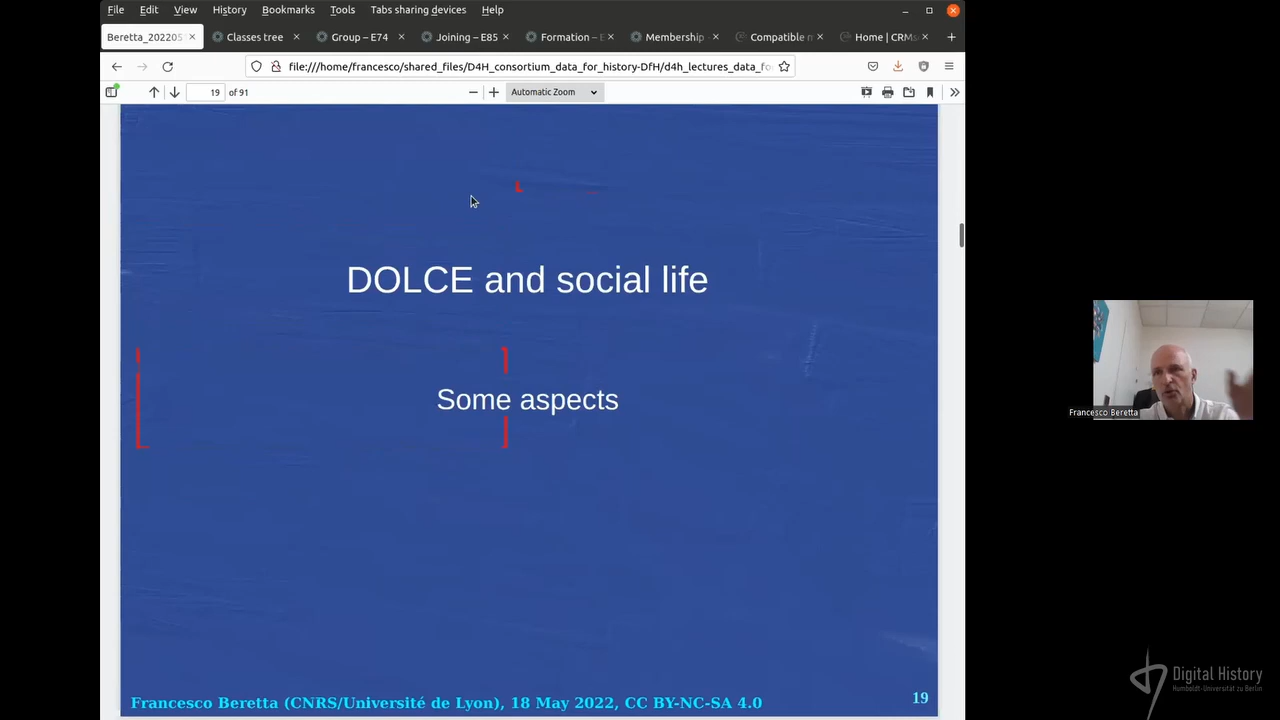 File Edit View History Bookmarks Tools Tabs sharing devices Help
Beretta_202205 Classes tree Group – E74 Joining – E85 Formation – E Membership - Compatible m Home | CRMs
file:///home/francesco/shared_files/D4H_consortium_data_for_history-DfH/d4h_lectures_data_fo
19 of 91 Automatic Zoom
DOLCE and social life
Some aspects
Francesco Beretta
Francesco Beretta (CNRS/Université de Lyon), 18 May 2022, CC BY-NC-SA 4.0 19
Digital History
Humboldt-Universität zu Berlin